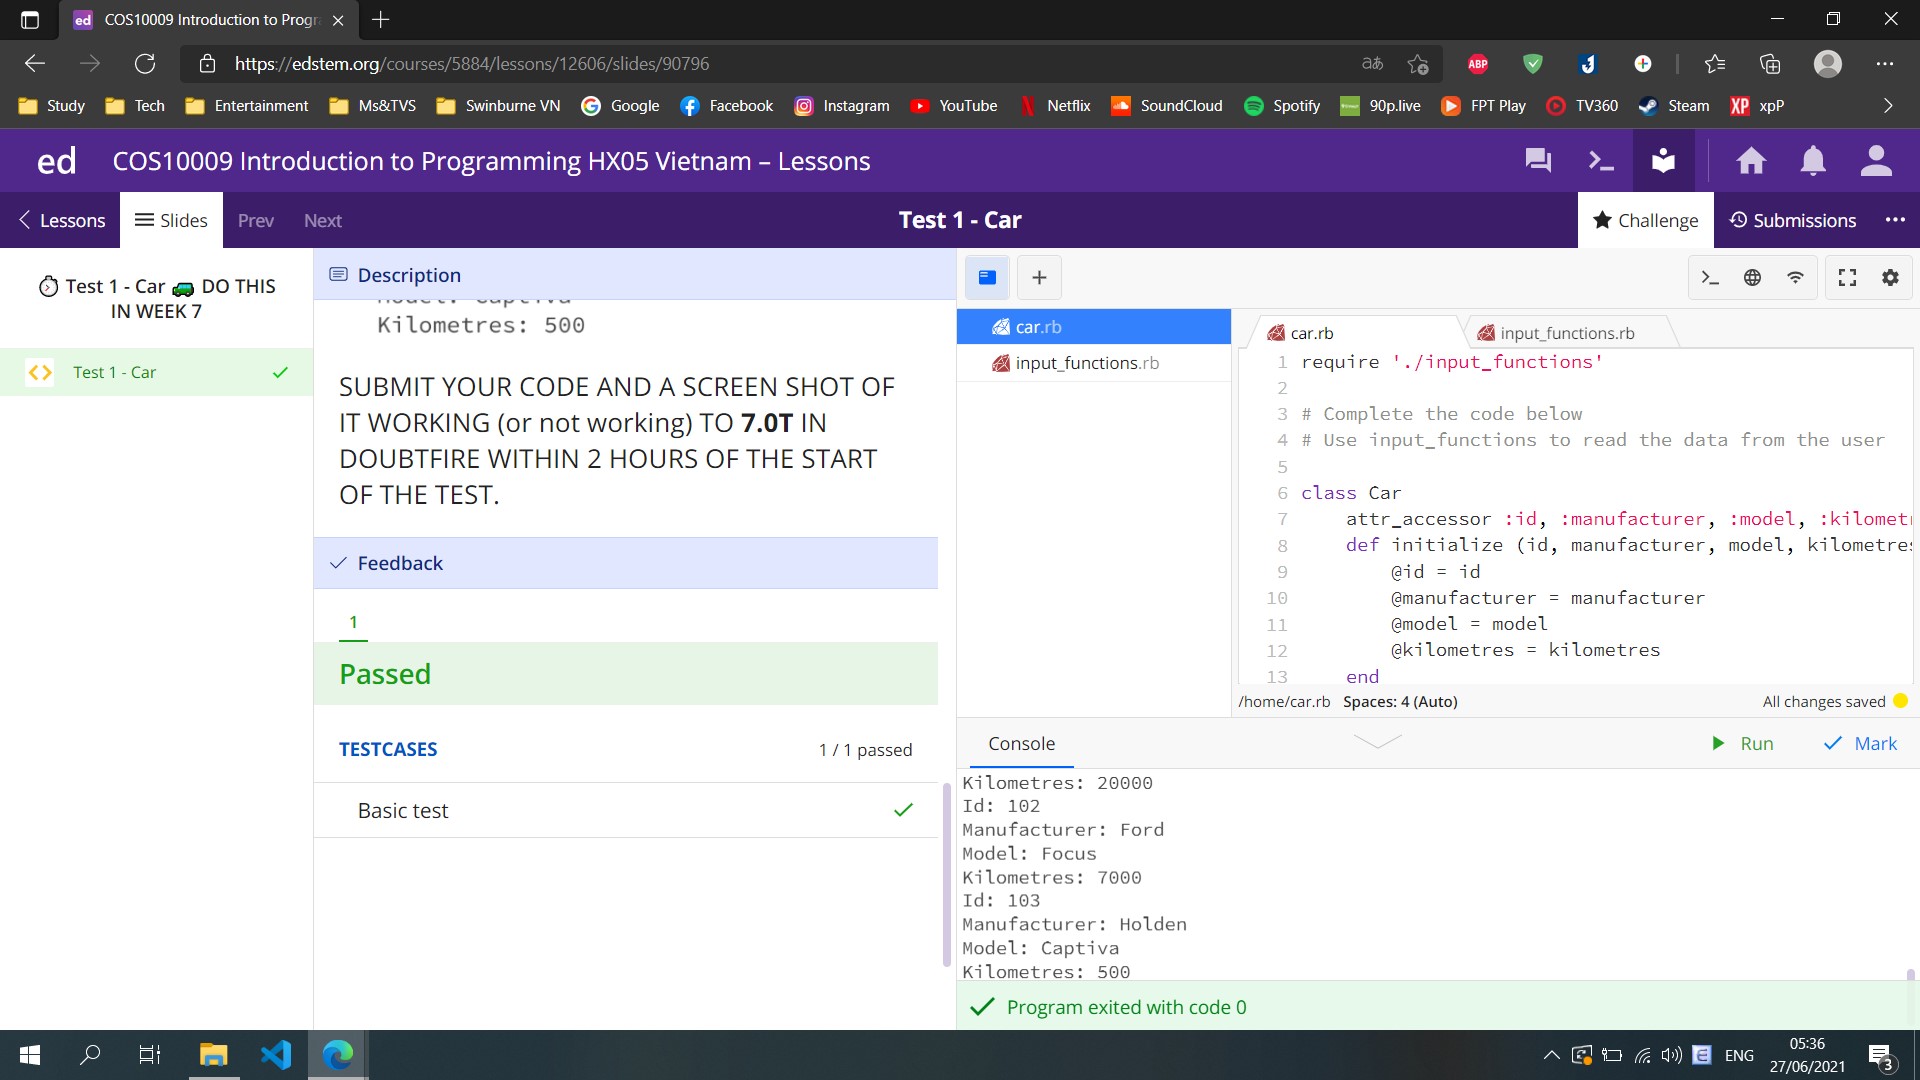 COS10009 Introduction to Progr
https://edstem.org/courses/5884/lessons/12606/slides/90796
aあ
ABP
Study Tech Entertainment Ms&TVS Swinburne VN Google Facebook Instagram YouTube Netflix SoundCloud Spotify 90p.live FPT Play TV360 Steam XP xpP
ed COS10009 Introduction to Programming HX05 Vietnam – Lessons
Lessons Slides Prev Next Test 1 - Car Challenge Submissions
Test 1 - Car DO THIS
IN WEEK 7
Test 1 - Car
Description
Model: Captiva
Kilometres: 500
SUBMIT YOUR CODE AND A SCREEN SHOT OF
IT WORKING (or not working) TO 7.0T IN
DOUBTFIRE WITHIN 2 HOURS OF THE START
OF THE TEST.
Feedback
1
Passed
TESTCASES 1 / 1 passed
Basic test
car.rb
input_functions.rb
car.rb input_functions.rb
1 require './input_functions'
2
3 # Complete the code below
4 # Use input_functions to read the data from the user
5
6 class Car
7 attr_accessor :id, :manufacturer, :model, :kilomet
8 def initialize (id, manufacturer, model, kilometres
9 @id = id
10 @manufacturer = manufacturer
11 @model = model
12 @kilometres = kilometres
13 end
/home/car.rb Spaces: 4 (Auto) All changes saved
Console Run Mark
Kilometres: 20000
Id: 102
Manufacturer: Ford
Model: Focus
Kilometres: 7000
Id: 103
Manufacturer: Holden
Model: Captiva
Kilometres: 500
Program exited with code 0
ENG
05:36
27/06/2021
3